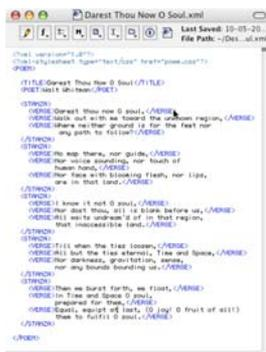 Darest Thou Now O Soul.xml
Last Saved: 10-05-20...
File Path: ~/Des...ul.xml
<?xml version="1.0"?>
<?xml-stylesheet type="text/css" href="poem.css"?>
<POEM>
<TITLE>Darest Thou Now O Soul</TITLE>
<POET>Walt Whitman</POET>
<STANZA>
<VERSE>Darest thou now O soul,</VERSE>
<VERSE>Walk out with me toward the unknown region,</VERSE>
<VERSE>Where neither ground is for the feet nor
any path to follow?</VERSE>
</STANZA>
<STANZA>
<VERSE>No map there, nor guide,</VERSE>
<VERSE>Nor voice sounding, nor touch of
human hand,</VERSE>
<VERSE>Nor face with blooming flesh, nor lips,
are in that land.</VERSE>
</STANZA>
<STANZA>
<VERSE>I know it not O soul,</VERSE>
<VERSE>Nor dost thou, all is blank before us,</VERSE>
<VERSE>All waits undream'd of in that region,
that inaccessible land.</VERSE>
</STANZA>
<STANZA>
<VERSE>Till when the ties loosen,</VERSE>
<VERSE>All but the ties eternal, Time and Space,</VERSE>
<VERSE>Nor darkness, gravitation, sense,
nor any bounds bounding us.</VERSE>
</STANZA>
<STANZA>
<VERSE>Then we burst forth, we float,</VERSE>
<VERSE>In Time and Space O soul,
prepared for them,</VERSE>
<VERSE>Equal, equipt at last, (O joy! O fruit of all!)
them to fulfil O soul.</VERSE>
</STANZA>
</POEM>